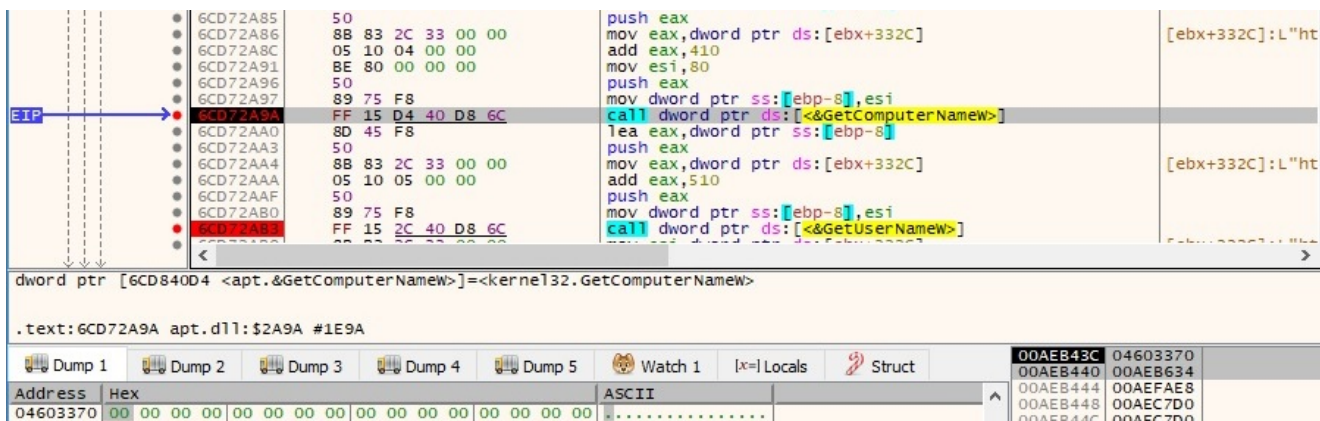 6CD72A85 50 push eax
6CD72A86 8B 83 2C 33 00 00 mov eax,dword ptr ds:[ebx+332C] [ebx+332C]:L"ht
6CD72A8C 05 10 04 00 00 add eax,410
6CD72A91 BE 80 00 00 00 mov esi,80
6CD72A96 50 push eax
6CD72A97 89 75 F8 mov dword ptr ss:[ebp-8],esi
EIP 6CD72A9A FF 15 D4 40 D8 6C call dword ptr ds:[<&GetComputerNameW>]
6CD72AA0 8D 45 F8 lea eax,dword ptr ss:[ebp-8]
6CD72AA3 50 push eax
6CD72AA4 8B 83 2C 33 00 00 mov eax,dword ptr ds:[ebx+332C] [ebx+332C]:L"ht
6CD72AAA 05 10 05 00 00 add eax,510
6CD72AAF 50 push eax
6CD72AB0 89 75 F8 mov dword ptr ss:[ebp-8],esi
6CD72AB3 FF 15 2C 40 D8 6C call dword ptr ds:[<&GetUserNameW>]
dword ptr [6CD840D4 <apt.&GetComputerNameW>]=<kernel32.GetComputerNameW>
.text:6CD72A9A apt.dll:$2A9A #1E9A
Dump 1 Dump 2 Dump 3 Dump 4 Dump 5 Watch 1 [x=] Locals Struct
Address Hex ASCII
04603370 00 00 00 00 00 00 00 00 00 00 00 00 00 00 00 00 ................
00AEB43C 04603370
00AEB440 00AEB634
00AEB444 00AEFAE8
00AEB448 00AEC7D0
00AEB44C 00AEC7D0